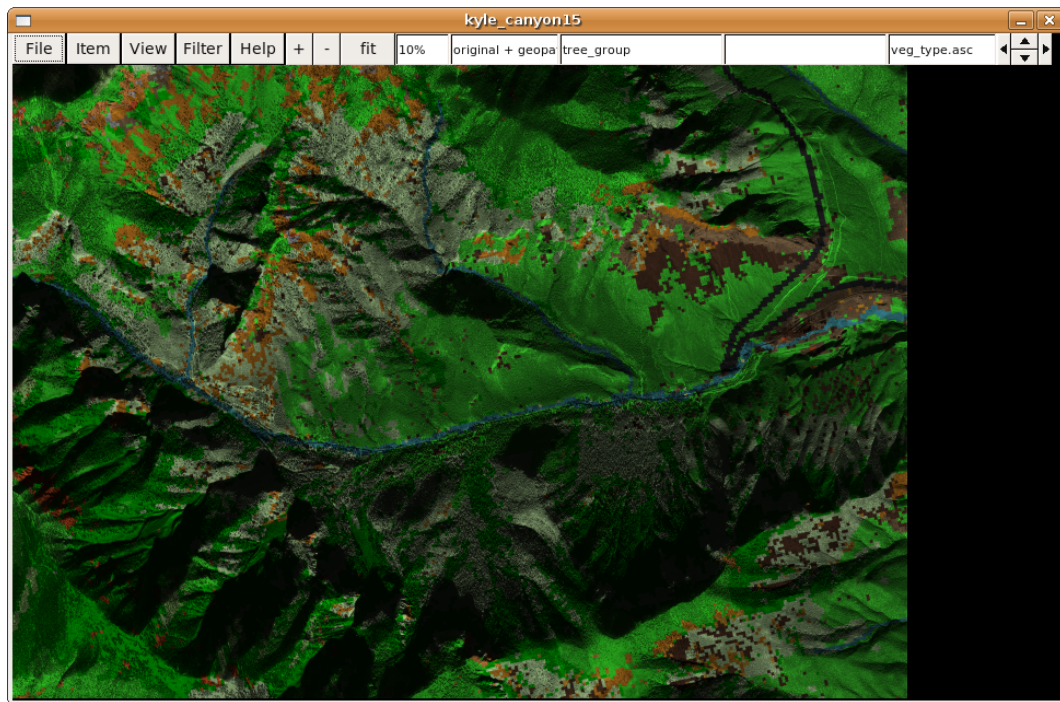 kyle_canyon15
File Item View Filter Help + - fit 10% original + geopa tree_group veg_type.asc